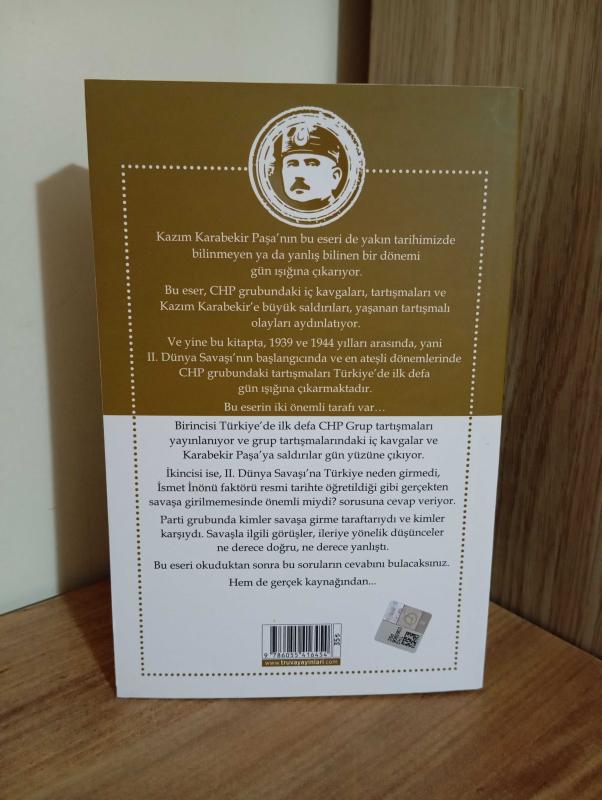 Kazım Karabekir Paşa'nın bu eseri de yakın tarihimizde
bilinmeyen ya da yanlış bilinen bir dönemi
gün ışığına çıkarıyor.
Bu eser, CHP grubundaki iç kavgaları, tartışmaları ve
Kazım Karabekir'e büyük saldırıları, yaşanan tartışmalı
olayları aydınlatıyor.
Ve yine bu kitapta, 1939 ve 1944 yılları arasında, yani
II. Dünya Savaşı'nın başlangıcında ve en ateşli dönemlerinde
CHP grubundaki tartışmaları Türkiye'de ilk defa
gün ışığına çıkarmaktadır.
Bu eserin iki önemli tarafı var...
Birincisi Türkiye'de ilk defa CHP Grup tartışmaları
yayınlanıyor ve grup tartışmalarındaki iç kavgalar ve
Karabekir Paşa'ya saldırılar gün yüzüne çıkıyor.
İkincisi ise, II. Dünya Savaşı'na Türkiye neden girmedi,
İsmet İnönü faktörü resmi tarihte öğretildiği gibi gerçekten
savaşa girilmemesinde önemli miydi? sorusuna cevap veriyor.
Parti grubunda kimler savaşa girme taraftarıydı ve kimler
karşıydı. Savaşla ilgili görüşler, ileriye yönelik düşünceler
ne derece doğru, ne derece yanlıştı.
Bu eseri okuduktan sonra bu soruların cevabını bulacaksınız.
Hem de gerçek kaynağından...
9 786055 416454
35₺
www.truvayayinlari.com